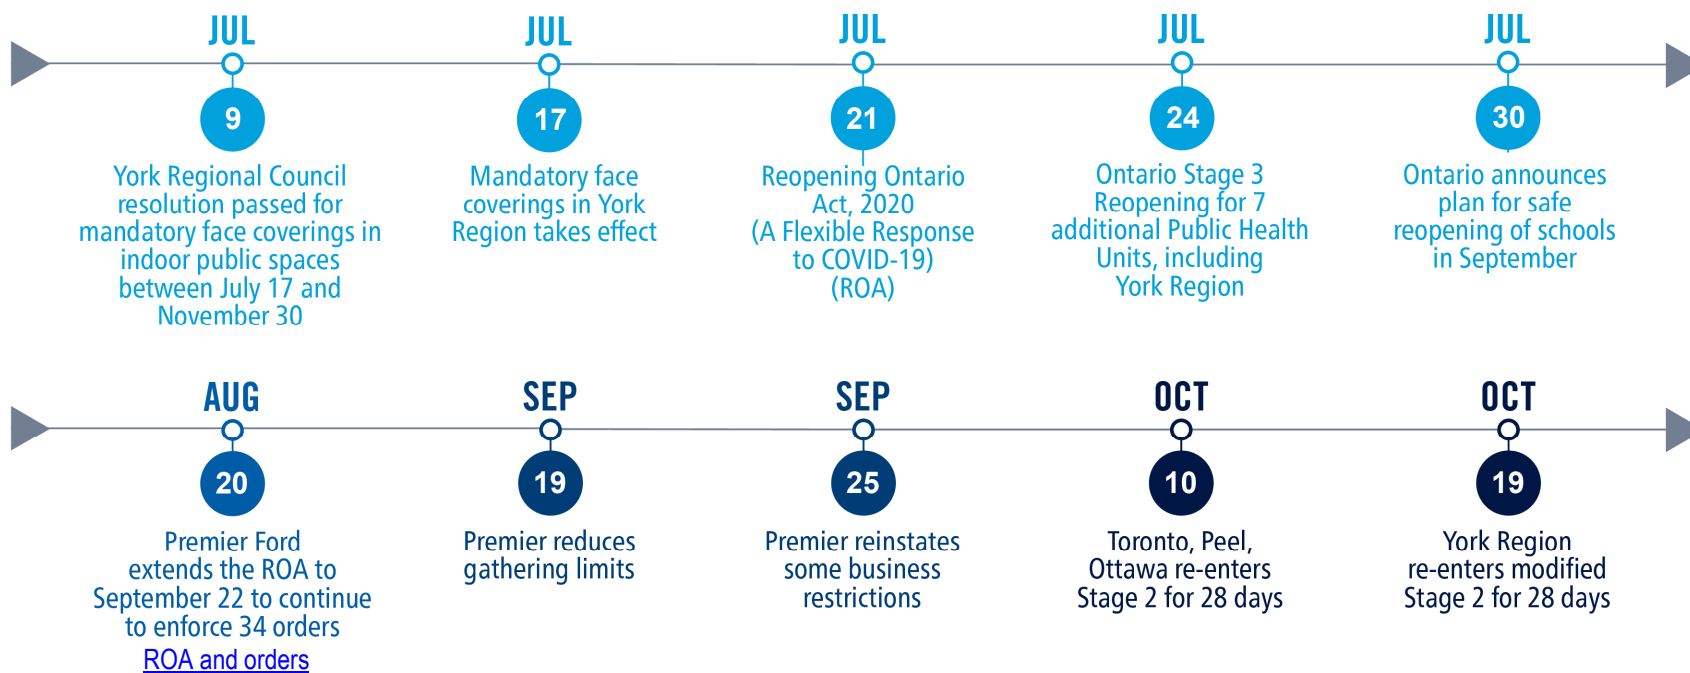 JUL
9
York Regional Council
resolution passed for
mandatory face coverings in
indoor public spaces
between July 17 and
November 30
JUL
17
Mandatory face
coverings in York
Region takes effect
JUL
21
Reopening Ontario
Act, 2020
(A Flexible Response
to COVID-19)
(ROA)
JUL
24
Ontario Stage 3
Reopening for 7
additional Public Health
Units, including
York Region
JUL
30
Ontario announces
plan for safe
reopening of schools
in September
AUG
20
Premier Ford
extends the ROA to
September 22 to continue
to enforce 34 orders
ROA and orders
SEP
19
Premier reduces
gathering limits
SEP
25
Premier reinstates
some business
restrictions
OCT
10
Toronto, Peel,
Ottawa re-enters
Stage 2 for 28 days
OCT
19
York Region
re-enters modified
Stage 2 for 28 days